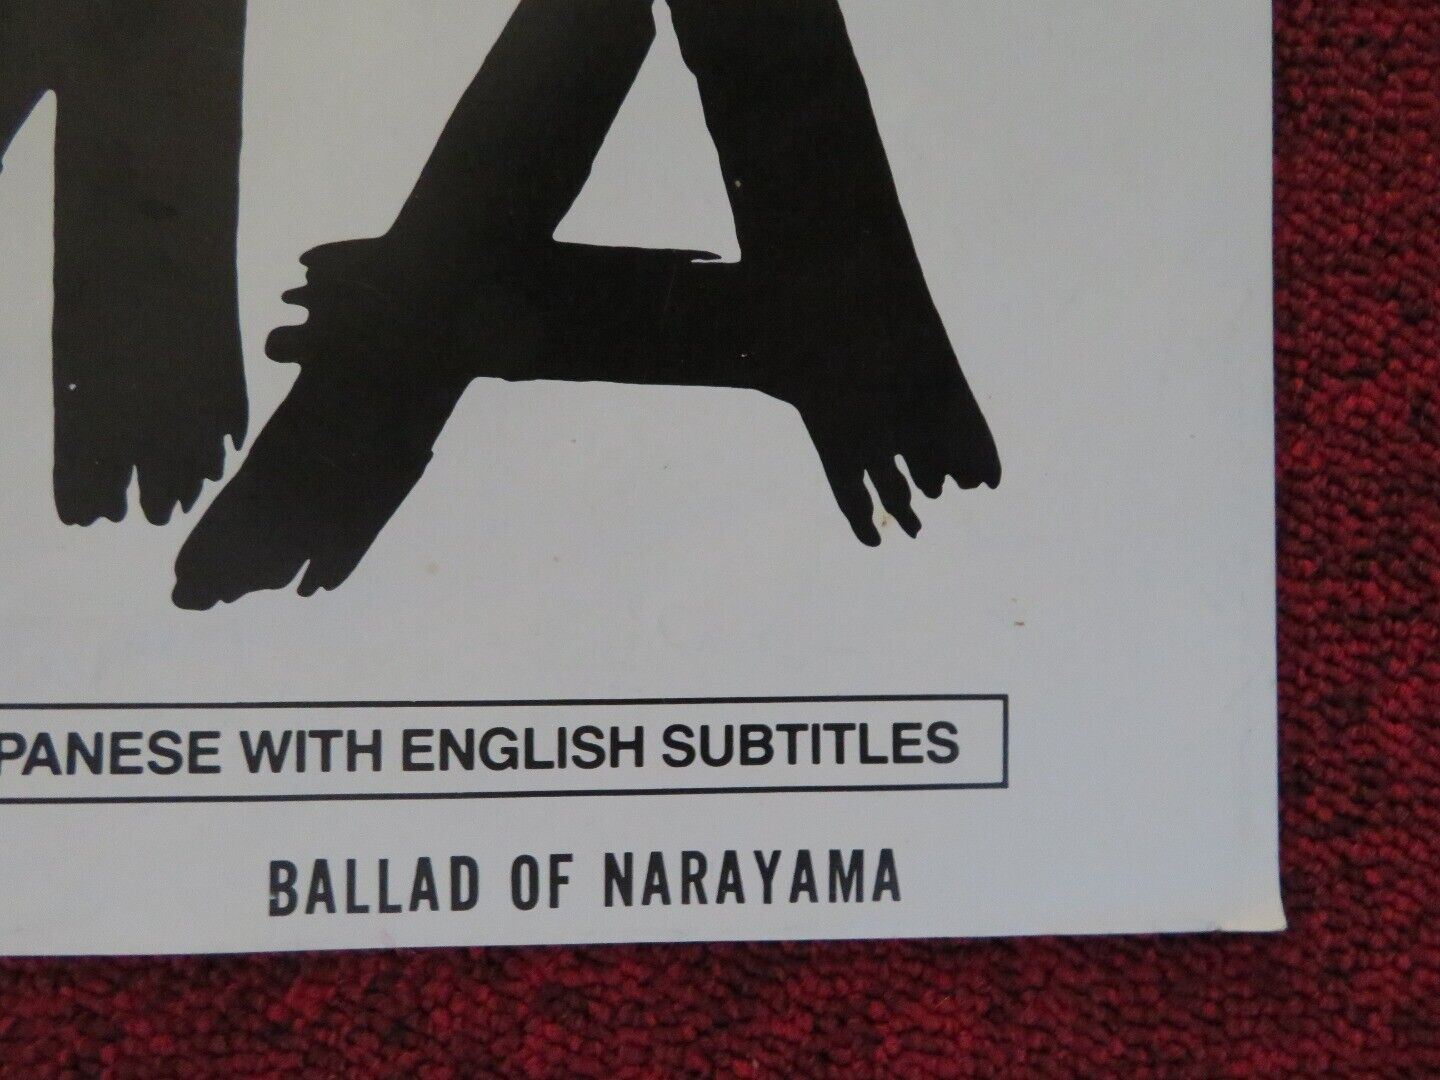 MA
PANESE WITH ENGLISH SUBTITLES
BALLAD OF NARAYAMA